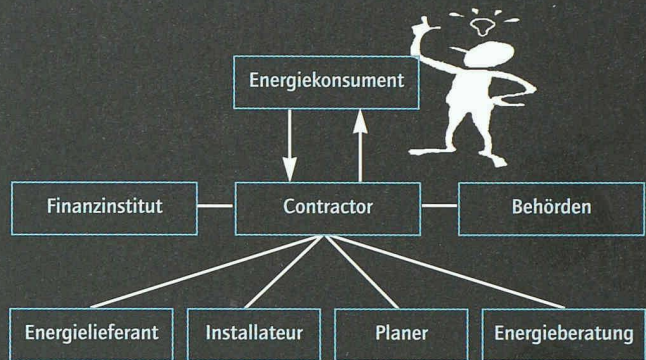 Energiekonsument
Finanzinstitut
Contractor
Behörden
Energielieferant
Installateur
Planer
Energieberatung